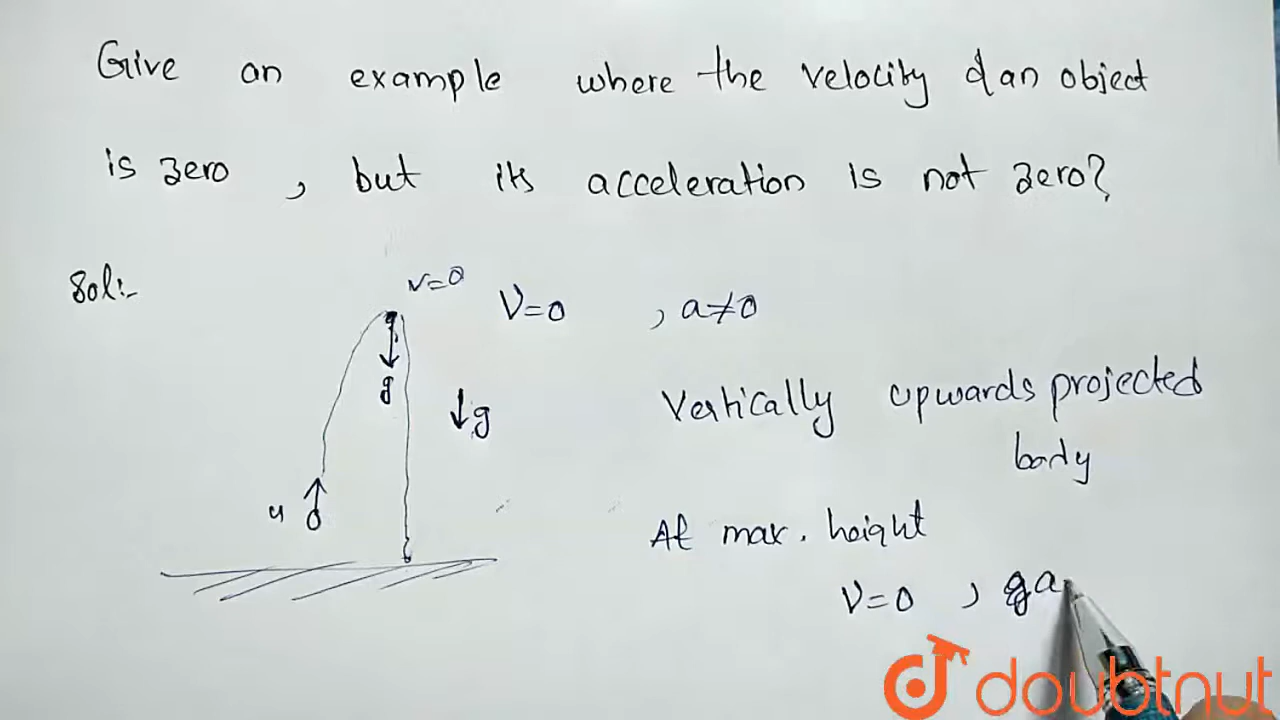 Give an example where the velocity of an object
is zero, but its acceleration is not zero?
Sol:-
v=0
V=0 , a≠0
g
↓g
Vertically upwards projected
body
u
At max. height
V=0 , a
doubtnut